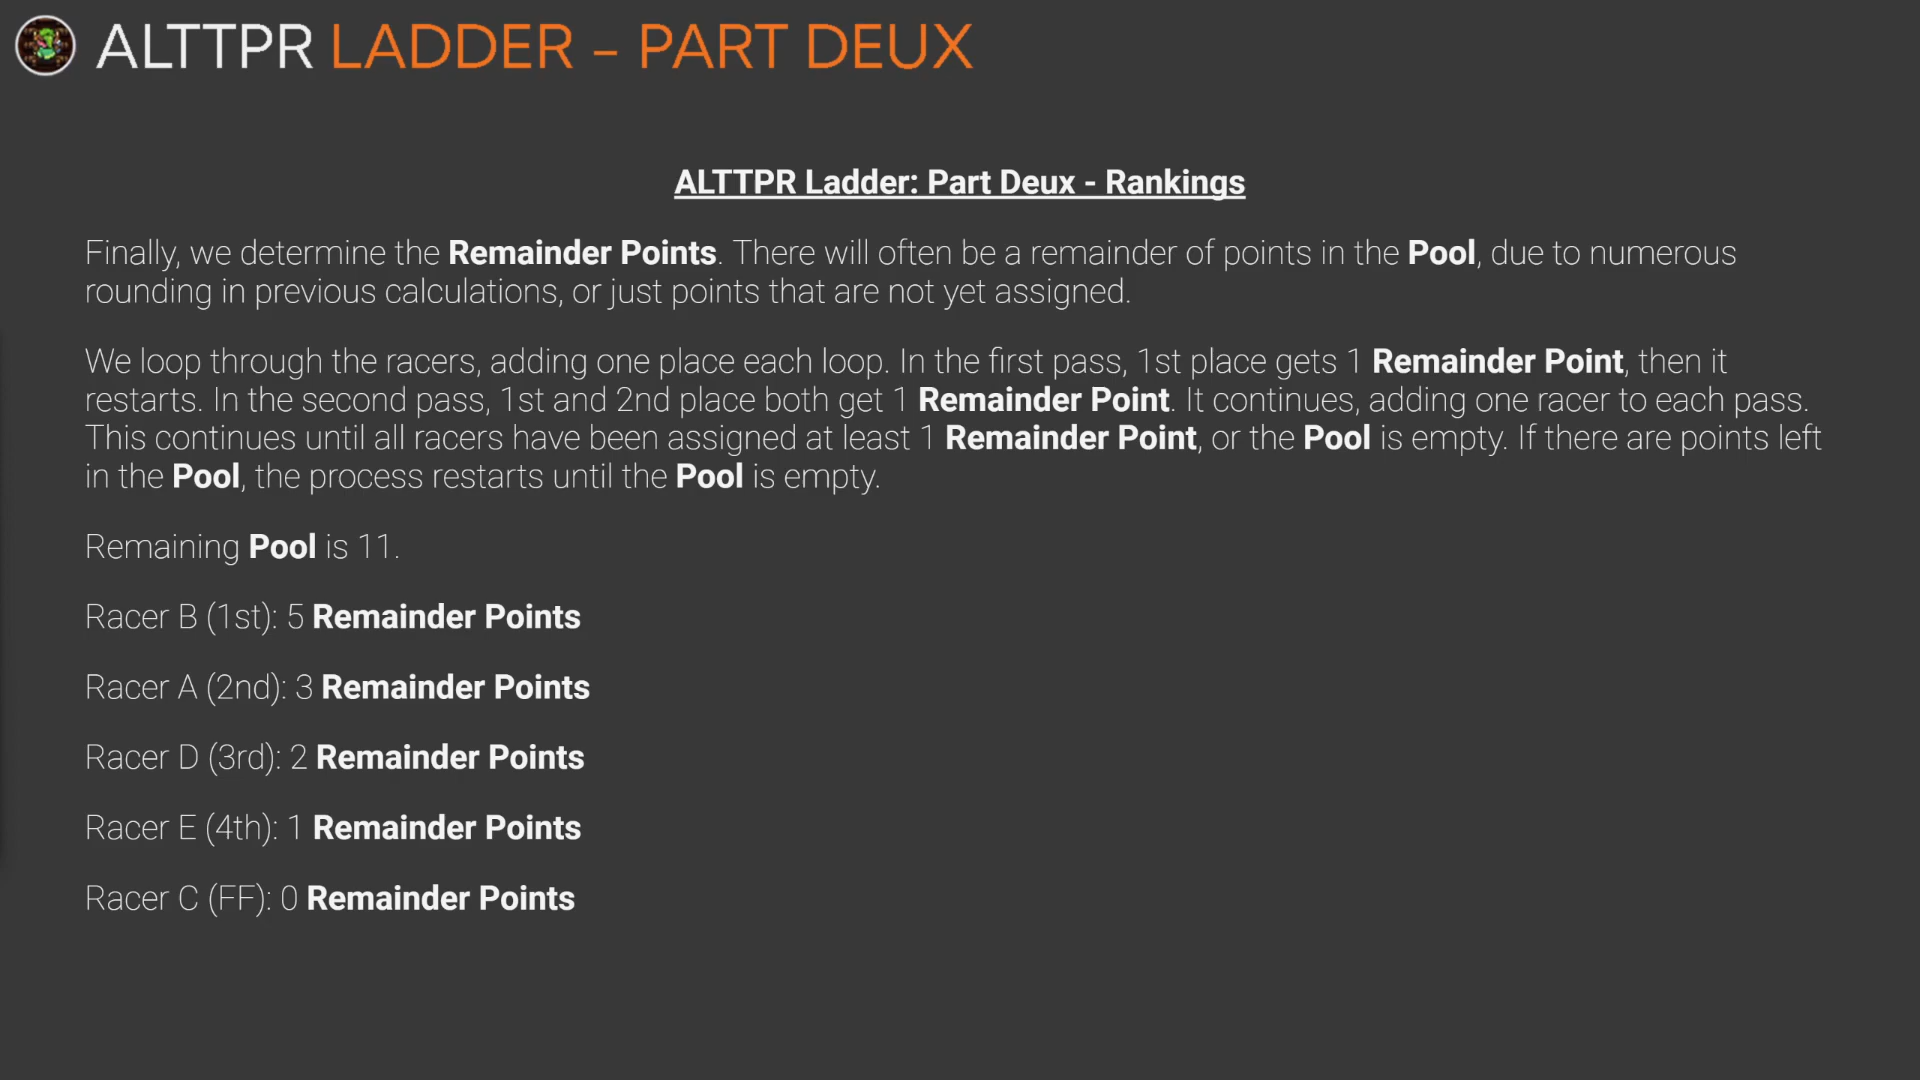 ALTTPR LADDER – PART DEUX
ALTTPR Ladder: Part Deux - Rankings
Finally, we determine the Remainder Points. There will often be a remainder of points in the Pool, due to numerous
rounding in previous calculations, or just points that are not yet assigned.
We loop through the racers, adding one place each loop. In the first pass, 1st place gets 1 Remainder Point, then it
restarts. In the second pass, 1st and 2nd place both get 1 Remainder Point. It continues, adding one racer to each pass.
This continues until all racers have been assigned at least 1 Remainder Point, or the Pool is empty. If there are points left
in the Pool, the process restarts until the Pool is empty.
Remaining Pool is 11.
Racer B (1st): 5 Remainder Points
Racer A (2nd): 3 Remainder Points
Racer D (3rd): 2 Remainder Points
Racer E (4th): 1 Remainder Points
Racer C (FF): 0 Remainder Points